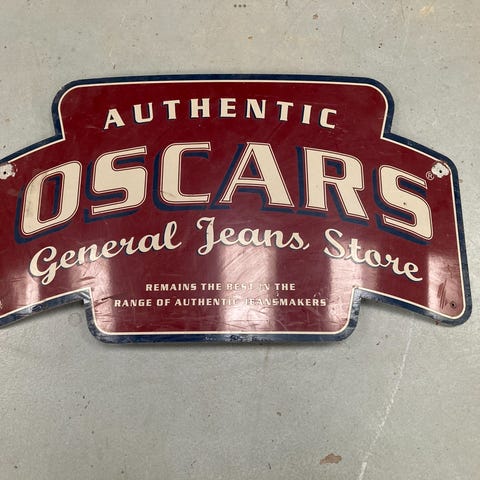 AUTHENTIC
OSCARS®
General Jeans Store
REMAINS THE BEST IN THE
RANGE OF AUTHENTIC JEANSMAKERS